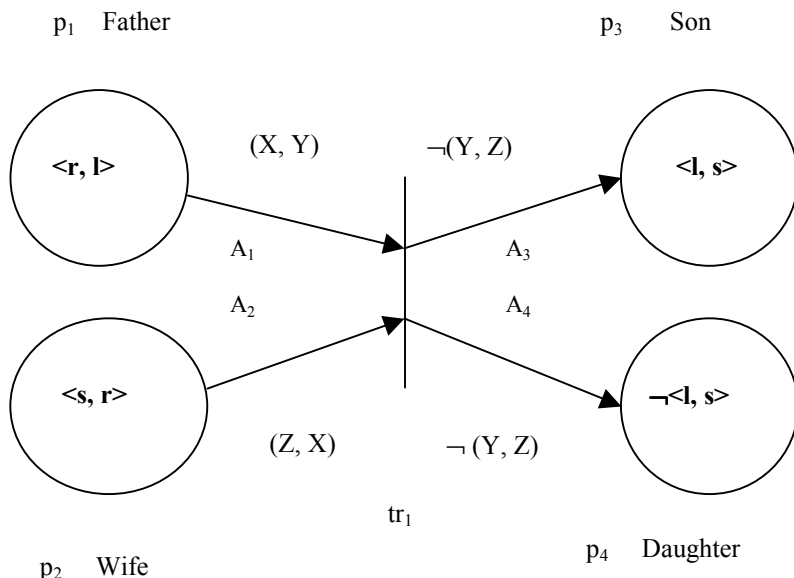 p₁ Father
p₃ Son
<r, l>
(X, Y)
¬(Y, Z)
<l, s>
A₁
A₃
A₂
A₄
<s, r>
¬<l, s>
(Z, X)
¬ (Y, Z)
tr₁
p₂ Wife
p₄ Daughter